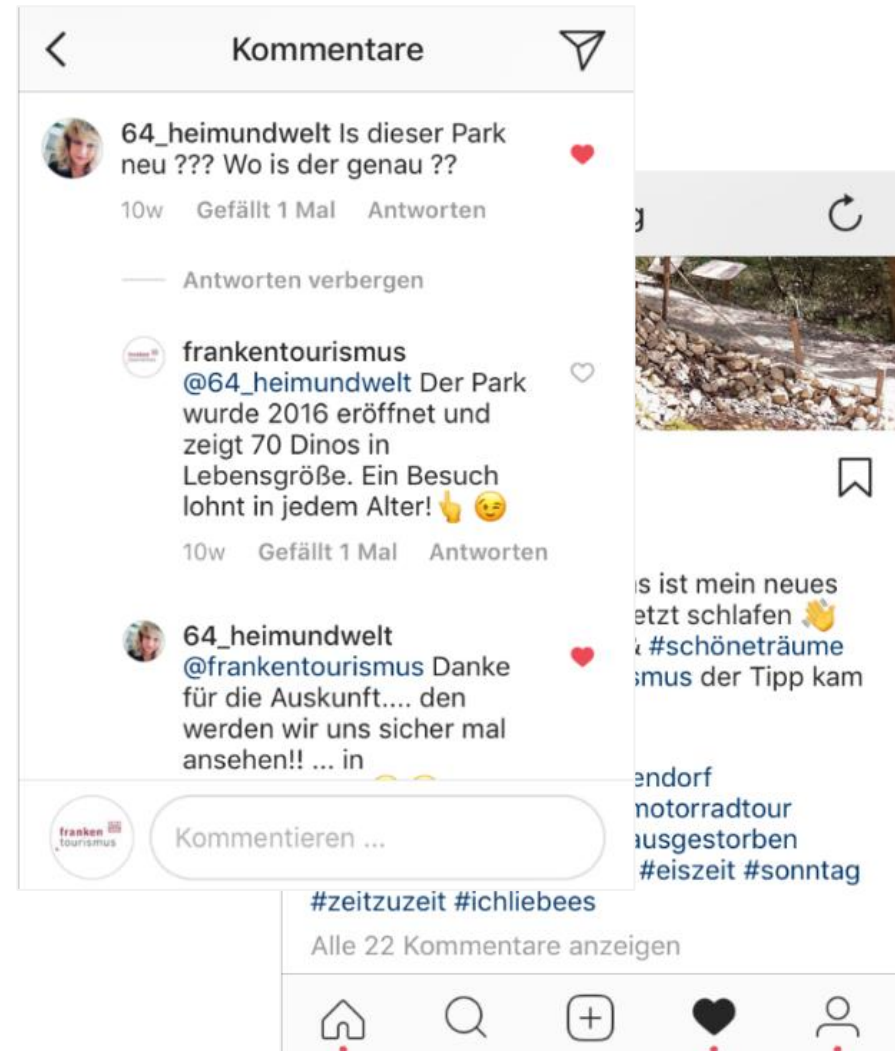 Kommentare
64_heimundwelt Is dieser Park
neu ??? Wo is der genau ??
10w Gefällt 1 Mal Antworten
Antworten verbergen
frankentourismus
@64_heimundwelt Der Park
wurde 2016 eröffnet und
zeigt 70 Dinos in
Lebensgröße. Ein Besuch
lohnt in jedem Alter!👆 😉
10w Gefällt 1 Mal Antworten
64_heimundwelt
@frankentourismus Danke
für die Auskunft.... den
werden wir uns sicher mal
ansehen!! ... in
franken
tourismus
Kommentieren ...
g
s ist mein neues
etzt schlafen 👋
#schöneträume
smus der Tipp kam
endorf
motorradtour
ausgestorben
#eiszeit #sonntag
#zeitzuzeit #ichliebees
Alle 22 Kommentare anzeigen